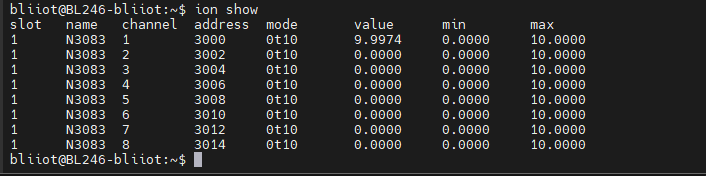 bliiot@BL246-bliiot:~$ ion show
slot name channel address mode value min max
1 N3083 1 3000 0t10 9.9974 0.0000 10.0000
1 N3083 2 3002 0t10 0.0000 0.0000 10.0000
1 N3083 3 3004 0t10 0.0000 0.0000 10.0000
1 N3083 4 3006 0t10 0.0000 0.0000 10.0000
1 N3083 5 3008 0t10 0.0000 0.0000 10.0000
1 N3083 6 3010 0t10 0.0000 0.0000 10.0000
1 N3083 7 3012 0t10 0.0000 0.0000 10.0000
1 N3083 8 3014 0t10 0.0000 0.0000 10.0000
bliiot@BL246-bliiot:~$